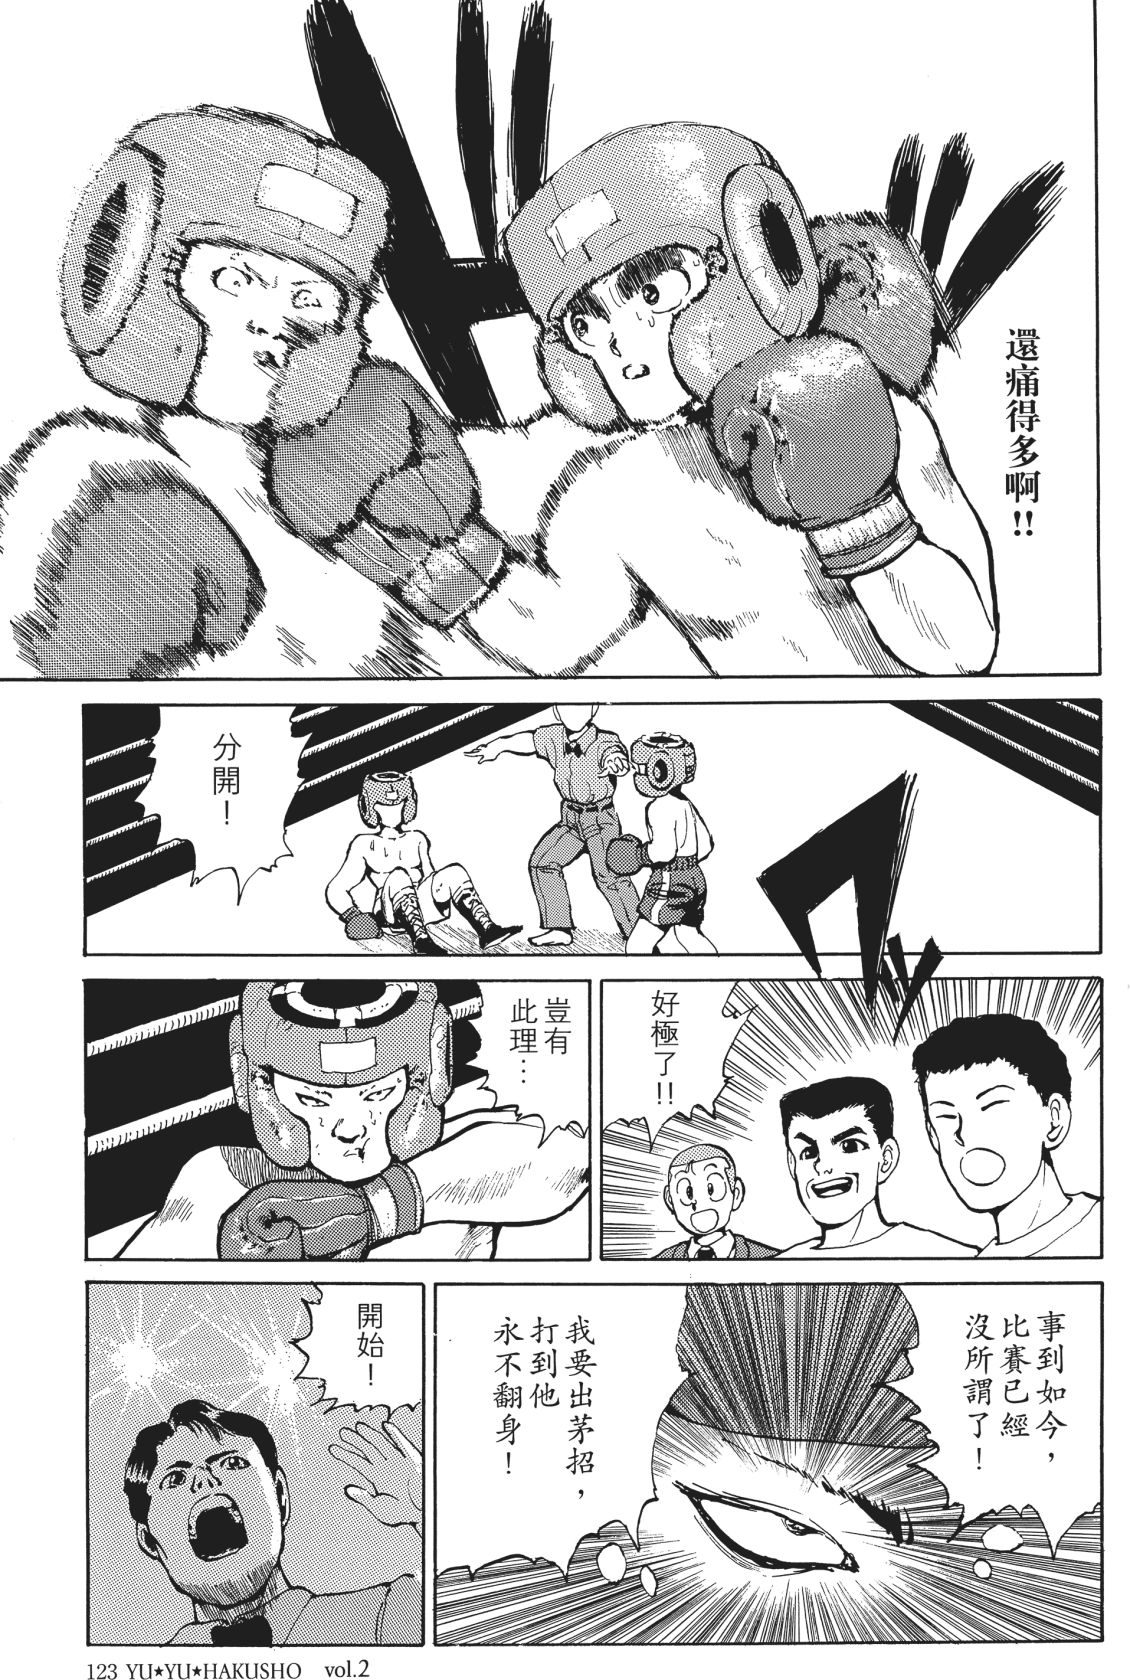 還痛得多啊!!
分開！
好極了!!
豈有
此理…
事到如今，
比賽已經
沒所謂了！
我要出茅招，
打到他
永不翻身！
開始！
123 YU★YU★HAKUSHO vol.2